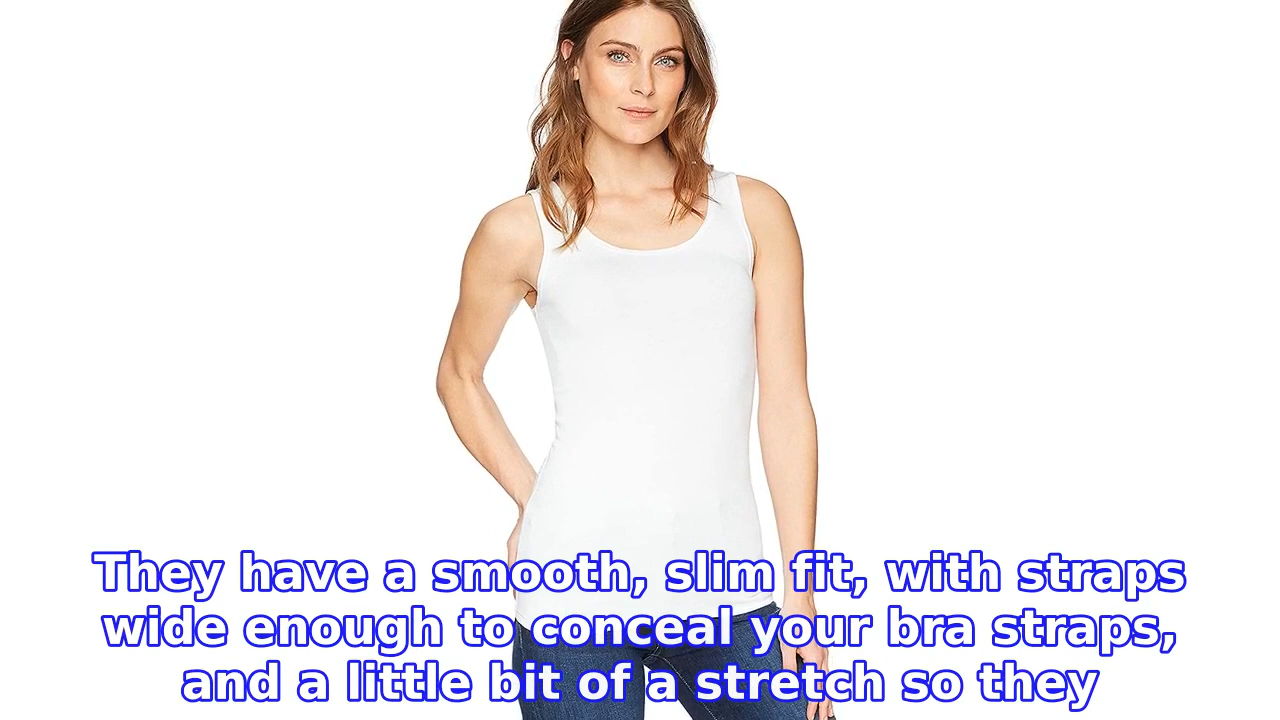 They have a smooth, slim fit, with straps
wide enough to conceal your bra straps,
and a little bit of a stretch so they